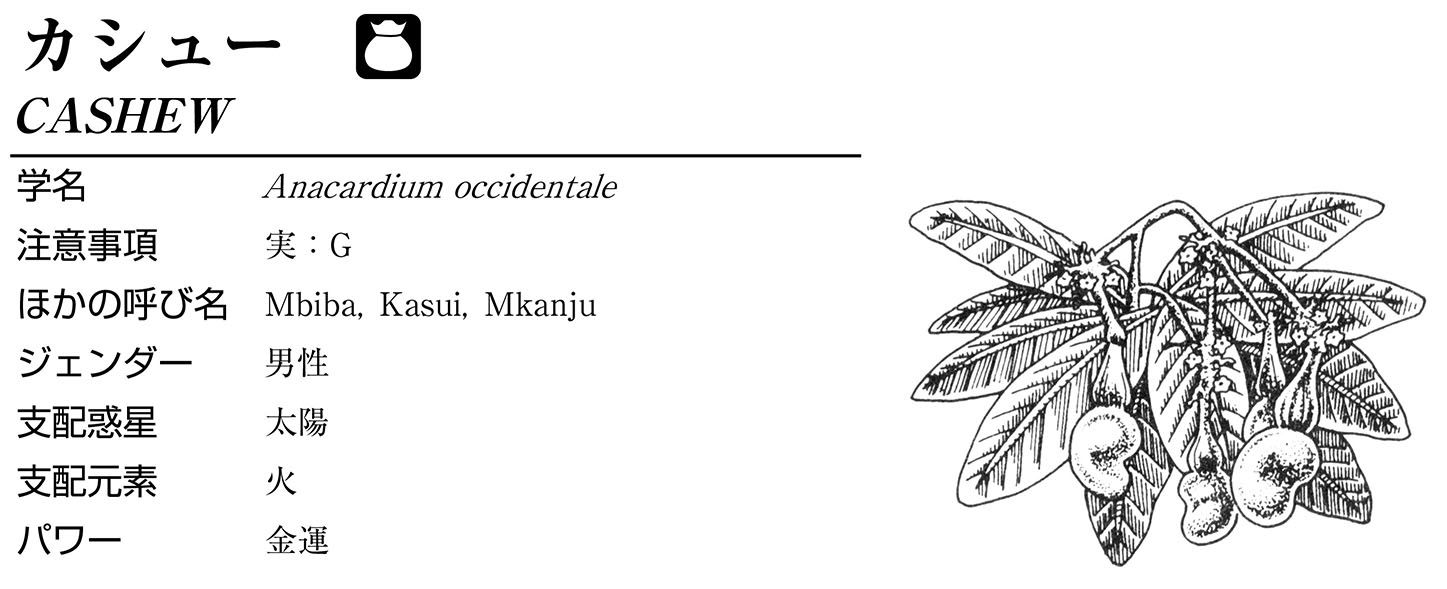 カシュー
CASHEW
学名 Anacardium occidentale
注意事項 実：G
ほかの呼び名 Mbiba, Kasui, Mkanju
ジェンダー 男性
支配惑星 太陽
支配元素 火
パワー 金運